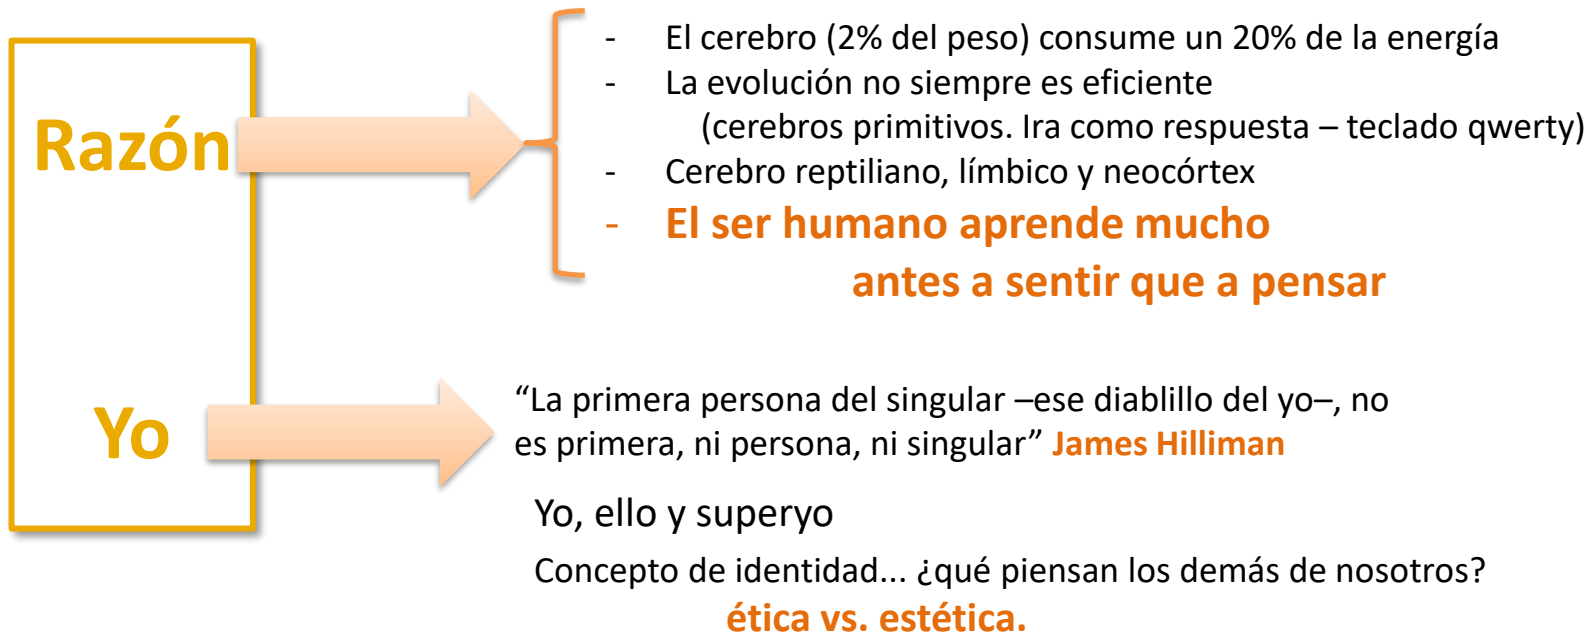 Razón
- El cerebro (2% del peso) consume un 20% de la energía
- La evolución no siempre es eficiente
(cerebros primitivos. Ira como respuesta – teclado qwerty)
- Cerebro reptiliano, límbico y neocórtex
- El ser humano aprende mucho
antes a sentir que a pensar
Yo
“La primera persona del singular –ese diablillo del yo–, no
es primera, ni persona, ni singular” James Hilliman
Yo, ello y superyo
Concepto de identidad... ¿qué piensan los demás de nosotros?
ética vs. estética.